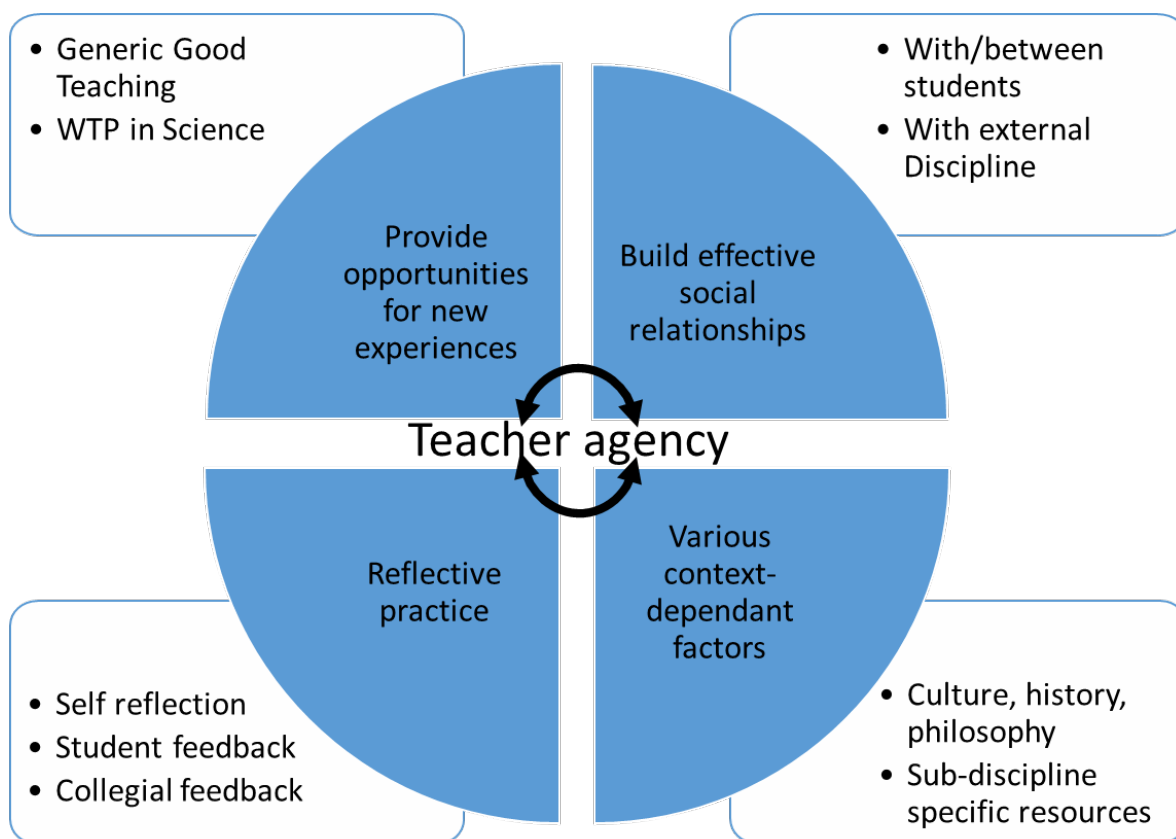 • Generic Good
Teaching
• WTP in Science
• With/between
students
• With external
Discipline
Provide
opportunities
for new
experiences
Build effective
social
relationships
Teacher agency
Reflective
practice
Various
context-
dependant
factors
• Self reflection
• Student feedback
• Collegial feedback
• Culture, history,
philosophy
• Sub-discipline
specific resources